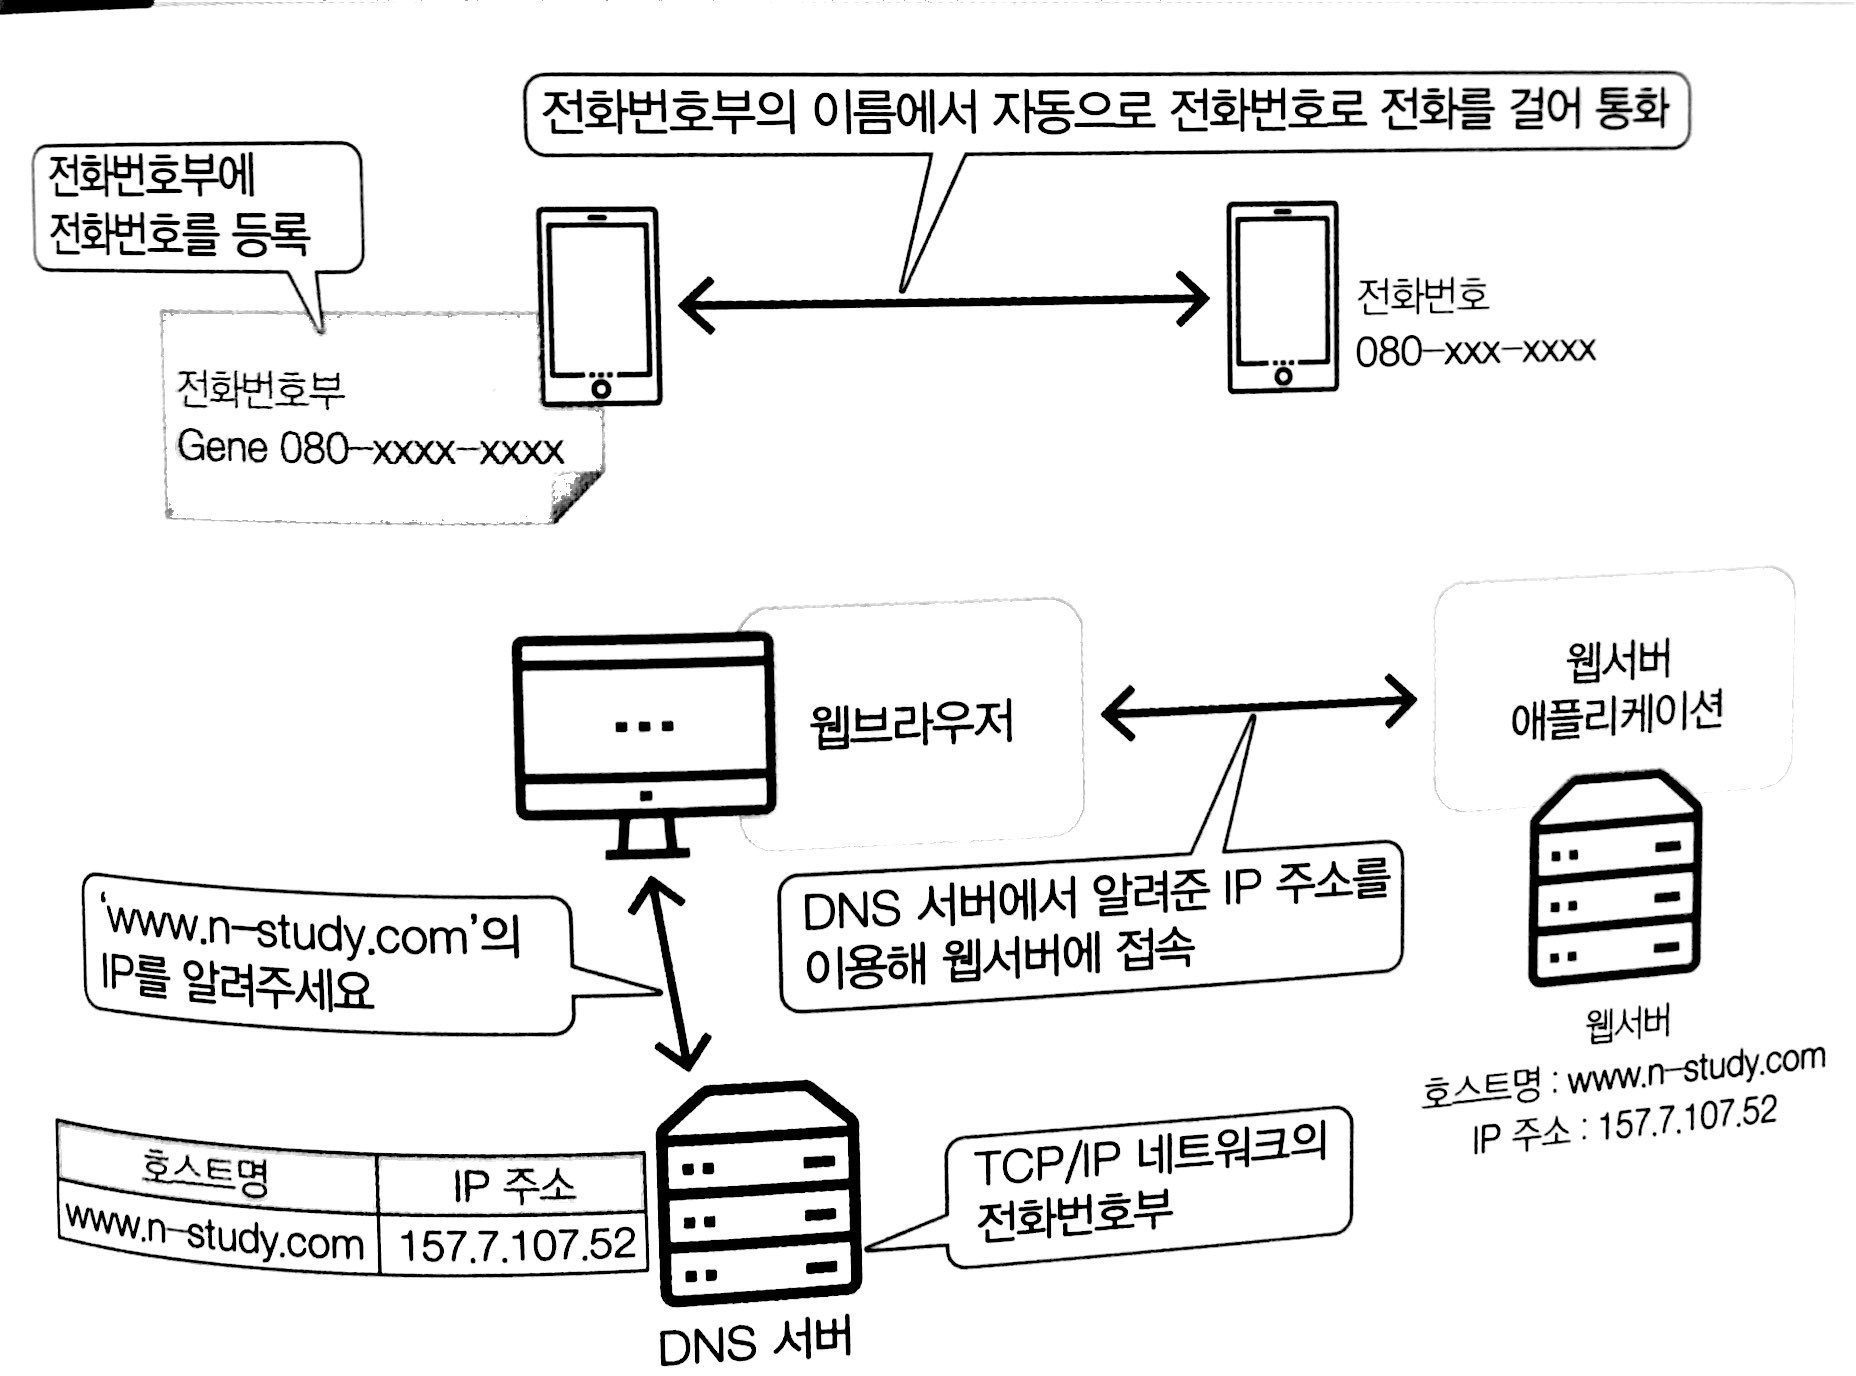 전화번호부의 이름에서 자동으로 전화번호로 전화를 걸어 통화
전화번호부에
전화번호를 등록
전화번호
080-xxx-xxxx
전화번호부
Gene 080-xxxx-xxxx
웹브라우저
웹서버
애플리케이션
'www.n-study.com'의
IP를 알려주세요
DNS 서버에서 알려준 IP 주소를
이용해 웹서버에 접속
웹서버
호스트명 : www.n-study.com
IP 주소 : 157.7.107.52
호스트명 IP 주소
www.n-study.com 157.7.107.52
TCP/IP 네트워크의
전화번호부
DNS 서버